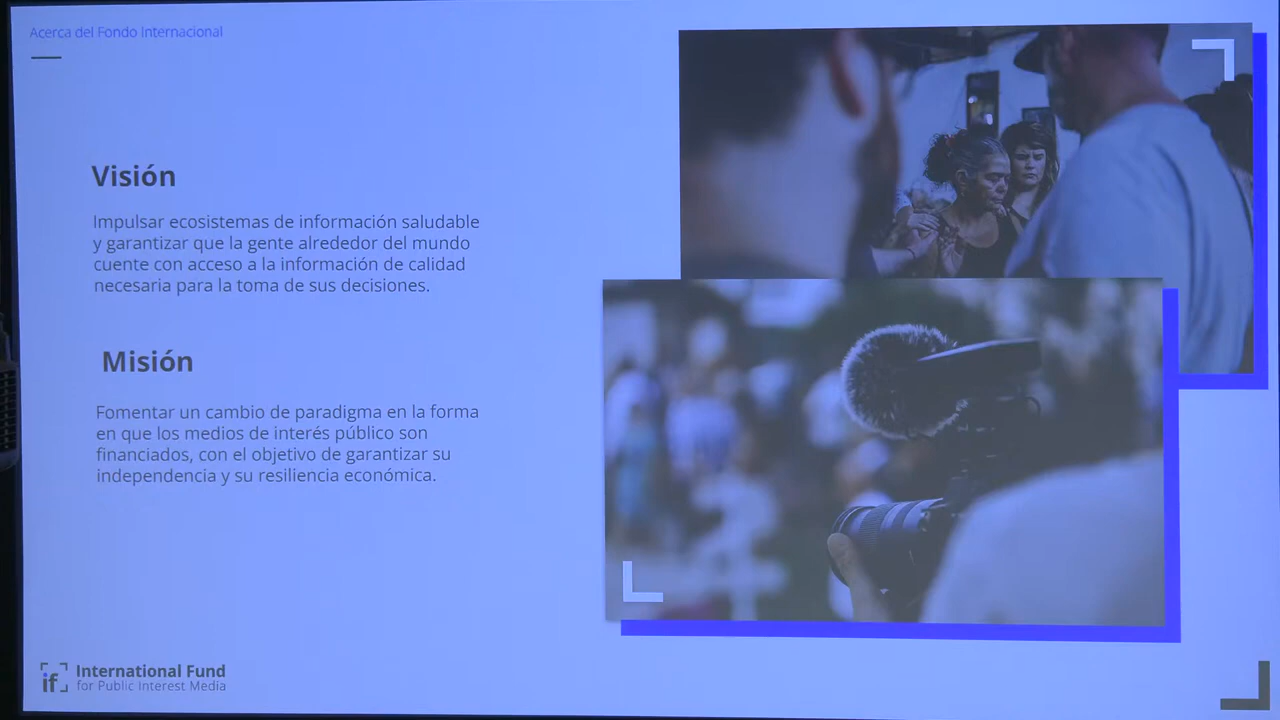 Acerca del Fondo Internacional
Visión
Impulsar ecosistemas de información saludable
y garantizar que la gente alrededor del mundo
cuente con acceso a la información de calidad
necesaria para la toma de sus decisiones.
Misión
Fomentar un cambio de paradigma en la forma
en que los medios de interés público son
financiados, con el objetivo de garantizar su
independencia y su resiliencia económica.
if
International Fund
for Public Interest Media